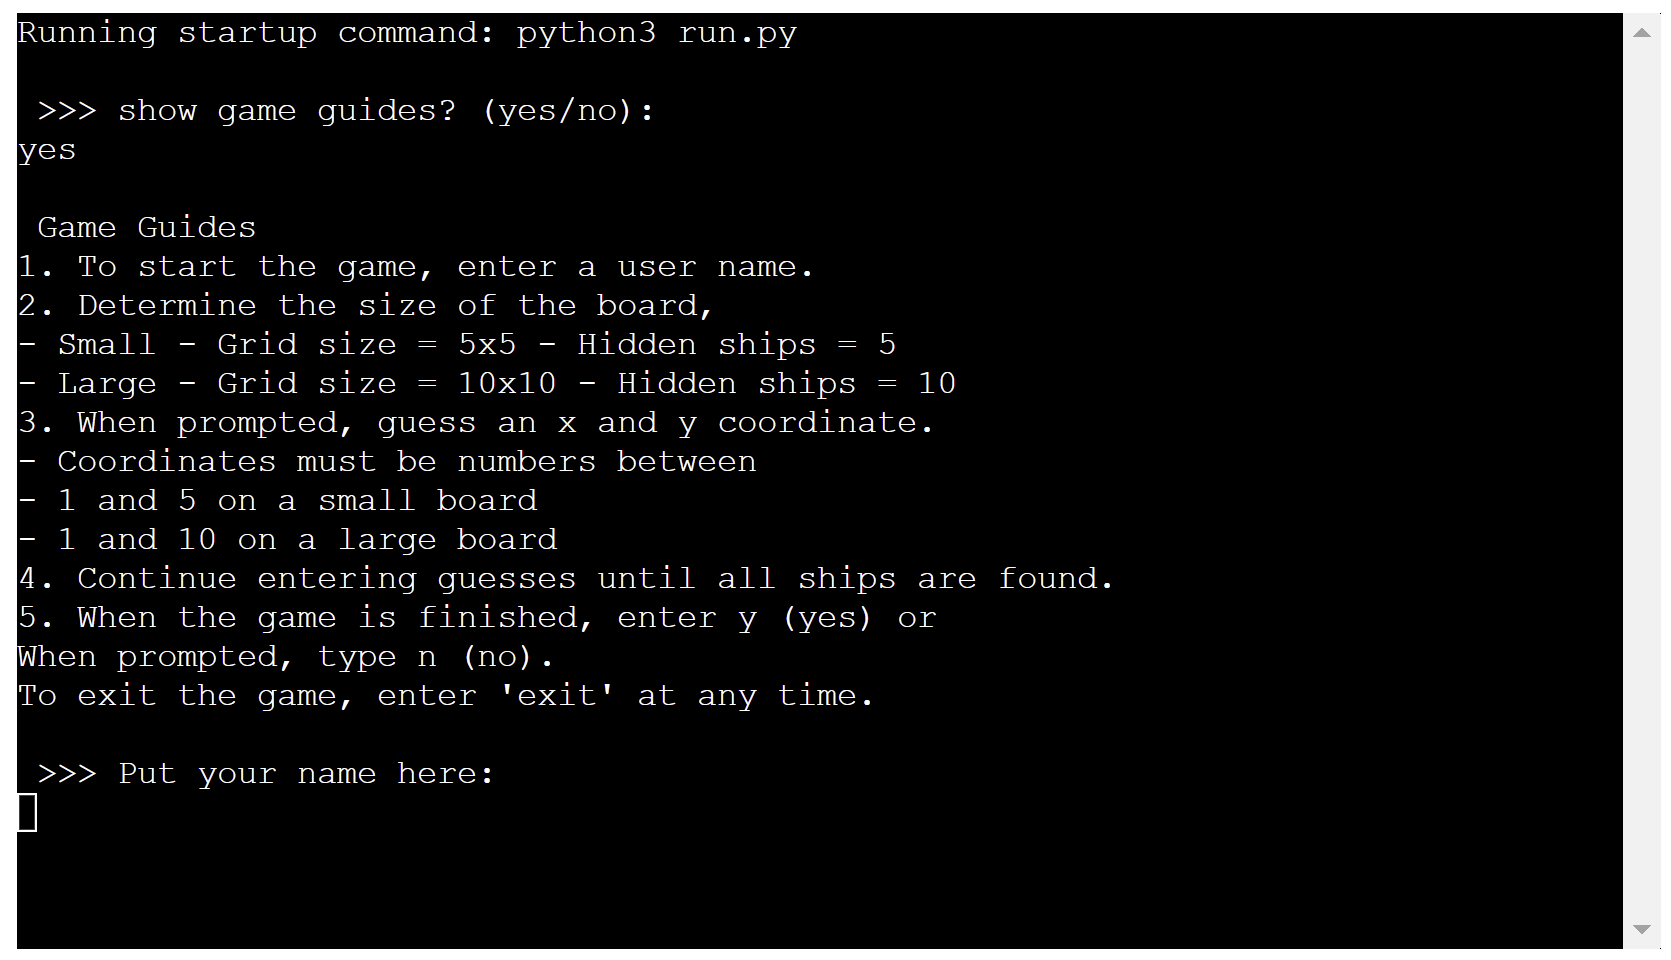 Running startup command: python3 run.py
>>> show game guides? (yes/no):
yes
Game Guides
1. To start the game, enter a user name.
2. Determine the size of the board,
- Small - Grid size = 5x5 - Hidden ships = 5
- Large - Grid size = 10x10 - Hidden ships = 10
3. When prompted, guess an x and y coordinate.
- Coordinates must be numbers between
- 1 and 5 on a small board
- 1 and 10 on a large board
4. Continue entering guesses until all ships are found.
5. When the game is finished, enter y (yes) or
When prompted, type n (no).
To exit the game, enter 'exit' at any time.
>>> Put your name here: